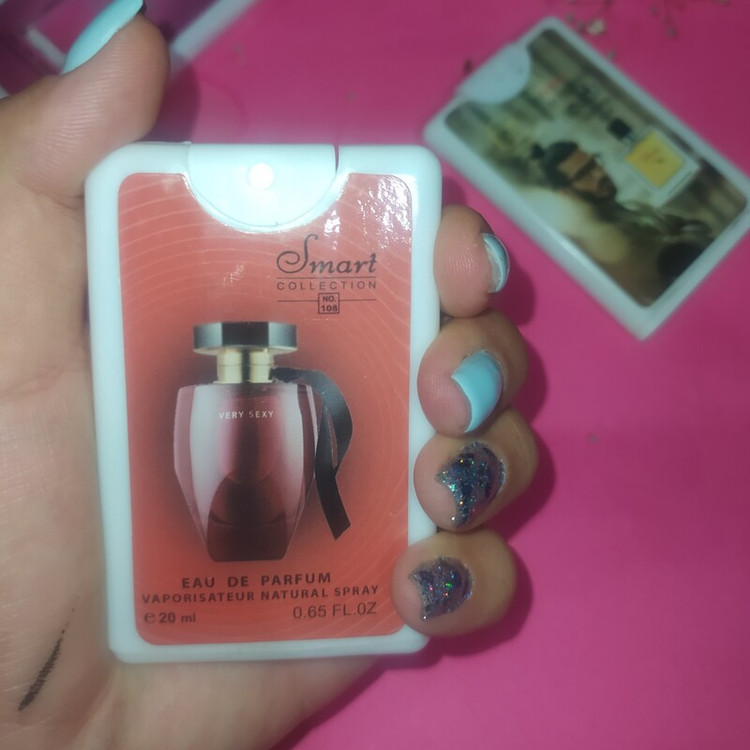 Smart
COLLECTION
NO.
108
VERY SEXY
EAU DE PARFUM
VAPORISATEUR NATURAL SPRAY
e 20 ml
0.65 FL.OZ